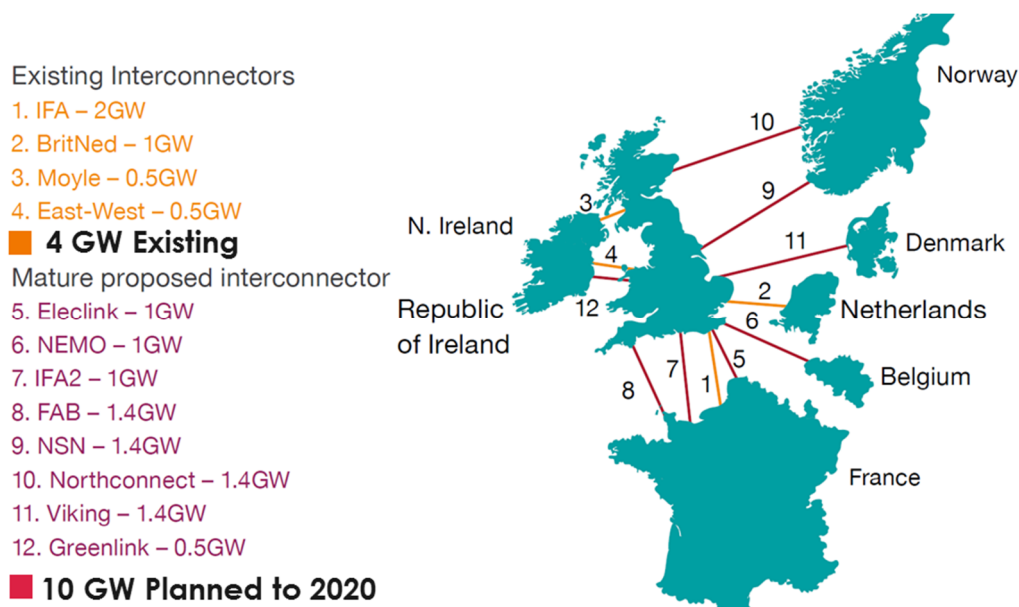 Existing Interconnectors
1. IFA – 2GW
2. BritNed – 1GW
3. Moyle – 0.5GW
4. East-West – 0.5GW
4 GW Existing
Mature proposed interconnector
5. Eleclink – 1GW
6. NEMO – 1GW
7. IFA2 – 1GW
8. FAB – 1.4GW
9. NSN – 1.4GW
10. Northconnect – 1.4GW
11. Viking – 1.4GW
12. Greenlink – 0.5GW
10 GW Planned to 2020
Norway
10
9
3
N. Ireland
11
Denmark
4
2
Netherlands
12
Republic
of Ireland
6
5
7
1
8
Belgium
France